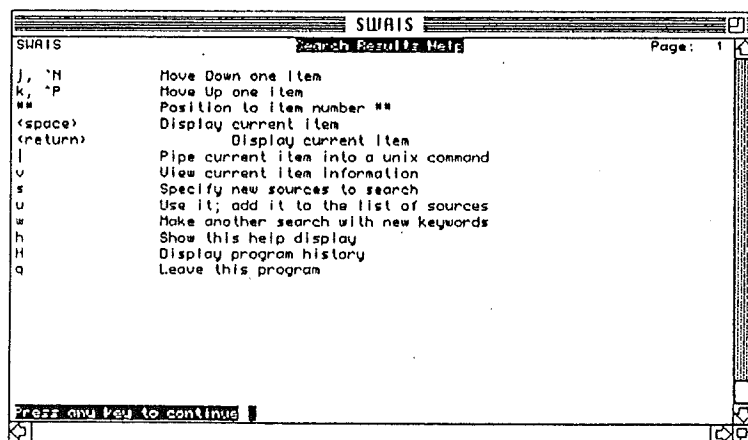 SWAIS
SWAIS Search Results Help Page: 1
j, ^N Move Down one item
k, ^P Move Up one item
## Position to item number ##
<space> Display current item
<return> Display current item
| Pipe current item into a unix command
v View current item information
s Specify new sources to search
u Use it; add it to the list of sources
w Make another search with new keywords
h Show this help display
H Display program history
q Leave this program
Press any key to continue